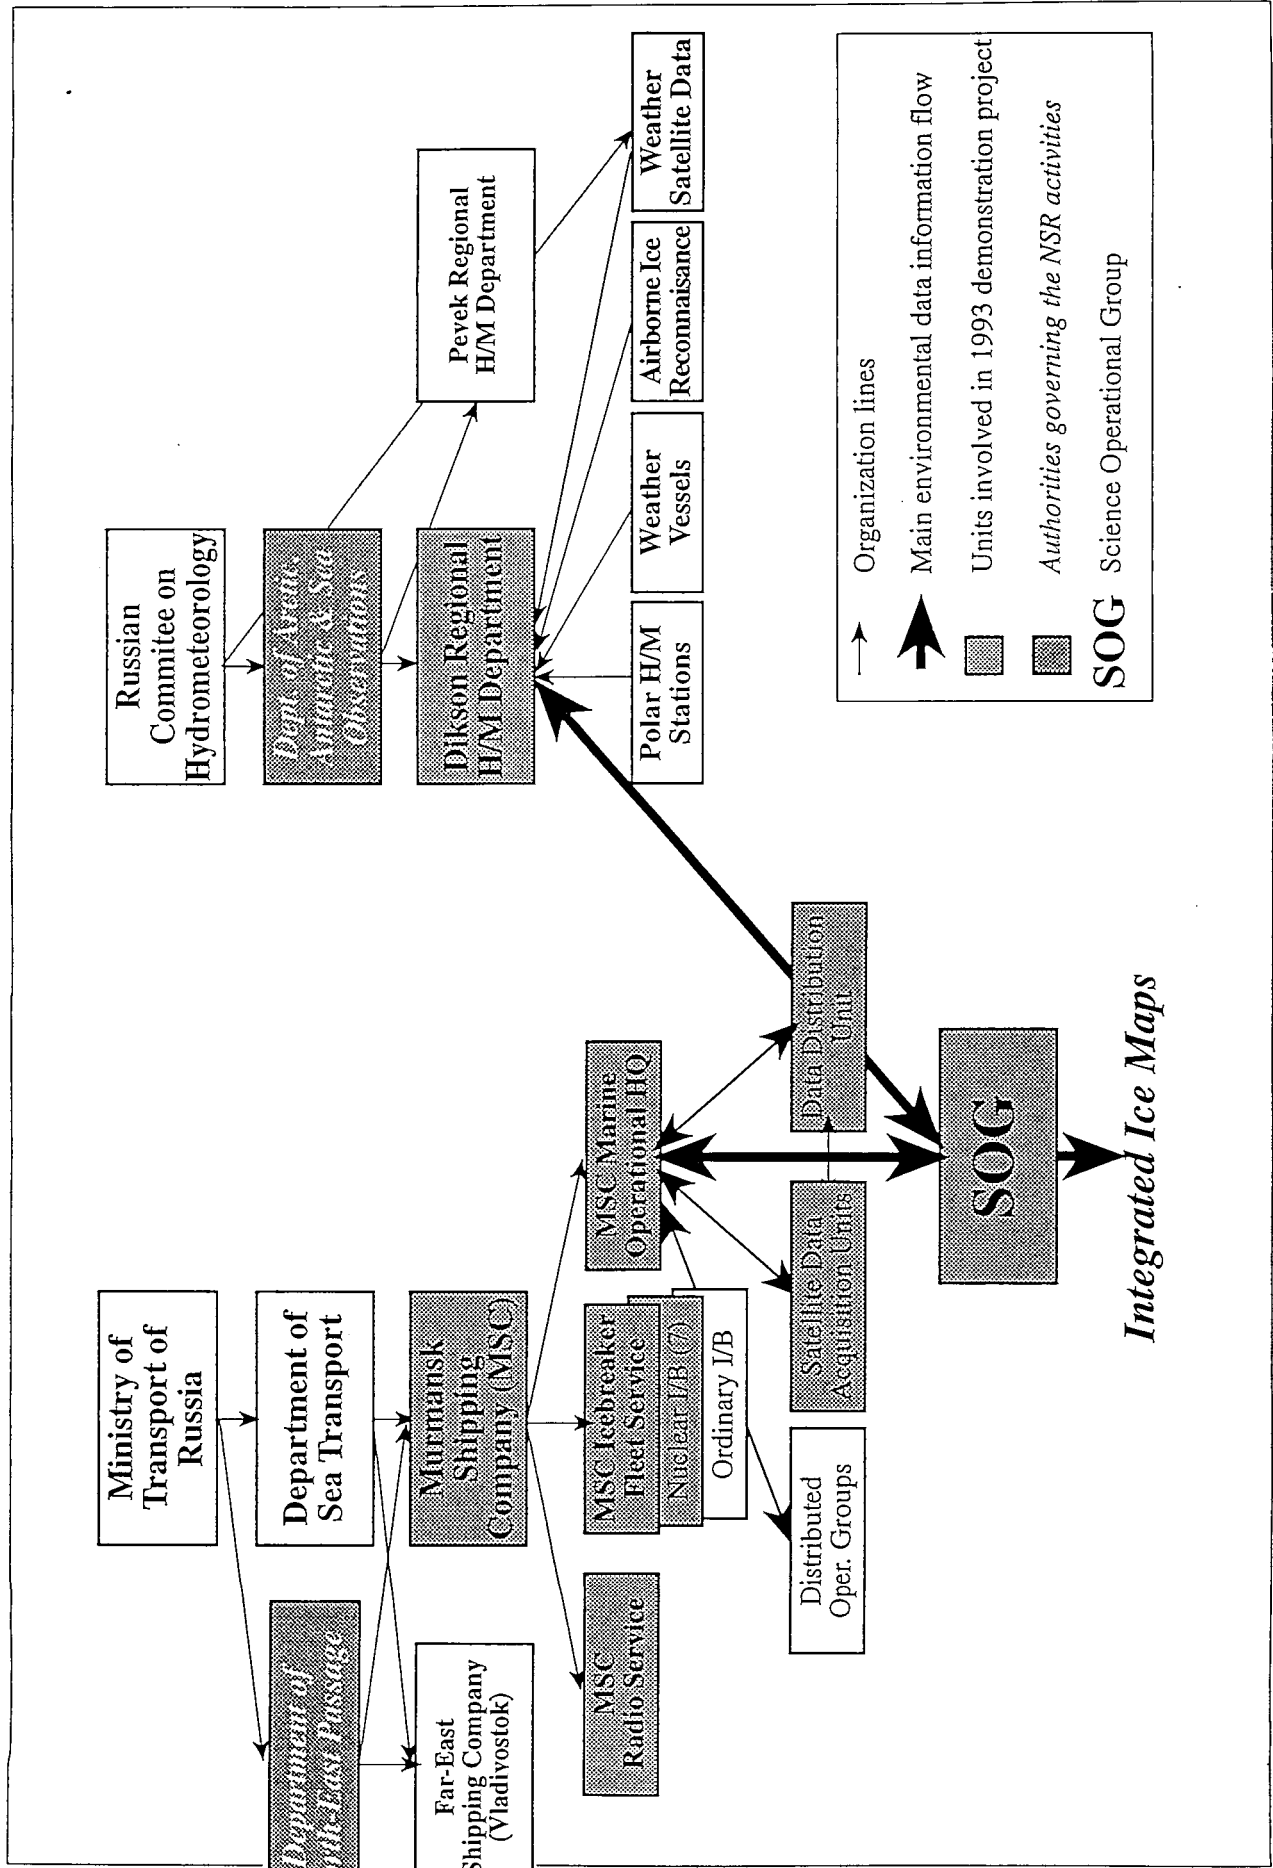 Ministry of
Transport of
Russia
Department of
Sea Transport
Department of
East Passage
Far-East
Shipping Company
(Vladivostok)
Murmansk
Shipping
Company (MSC)
MSC
Radio Service
MSC Icebreaker
Fleet Service
Nuclear I/B (7)
Ordinary I/B
MSC Marine
Operational HQ
Distributed
Oper. Groups
Satellite Data
Acquisition Units
Data Distribution
Unit
SOG
Integrated Ice Maps
Russian
Commitee on
Hydrometeorology
Dept. of Arctic,
Antarctic & Sea
Observations
Dikson Regional
H/M Department
Pevek Regional
H/M Department
Polar H/M
Stations
Weather
Vessels
Airborne Ice
Reconnaisance
Weather
Satellite Data
Organization lines
Main environmental data information flow
Units involved in 1993 demonstration project
Authorities governing the NSR activities
SOG Science Operational Group